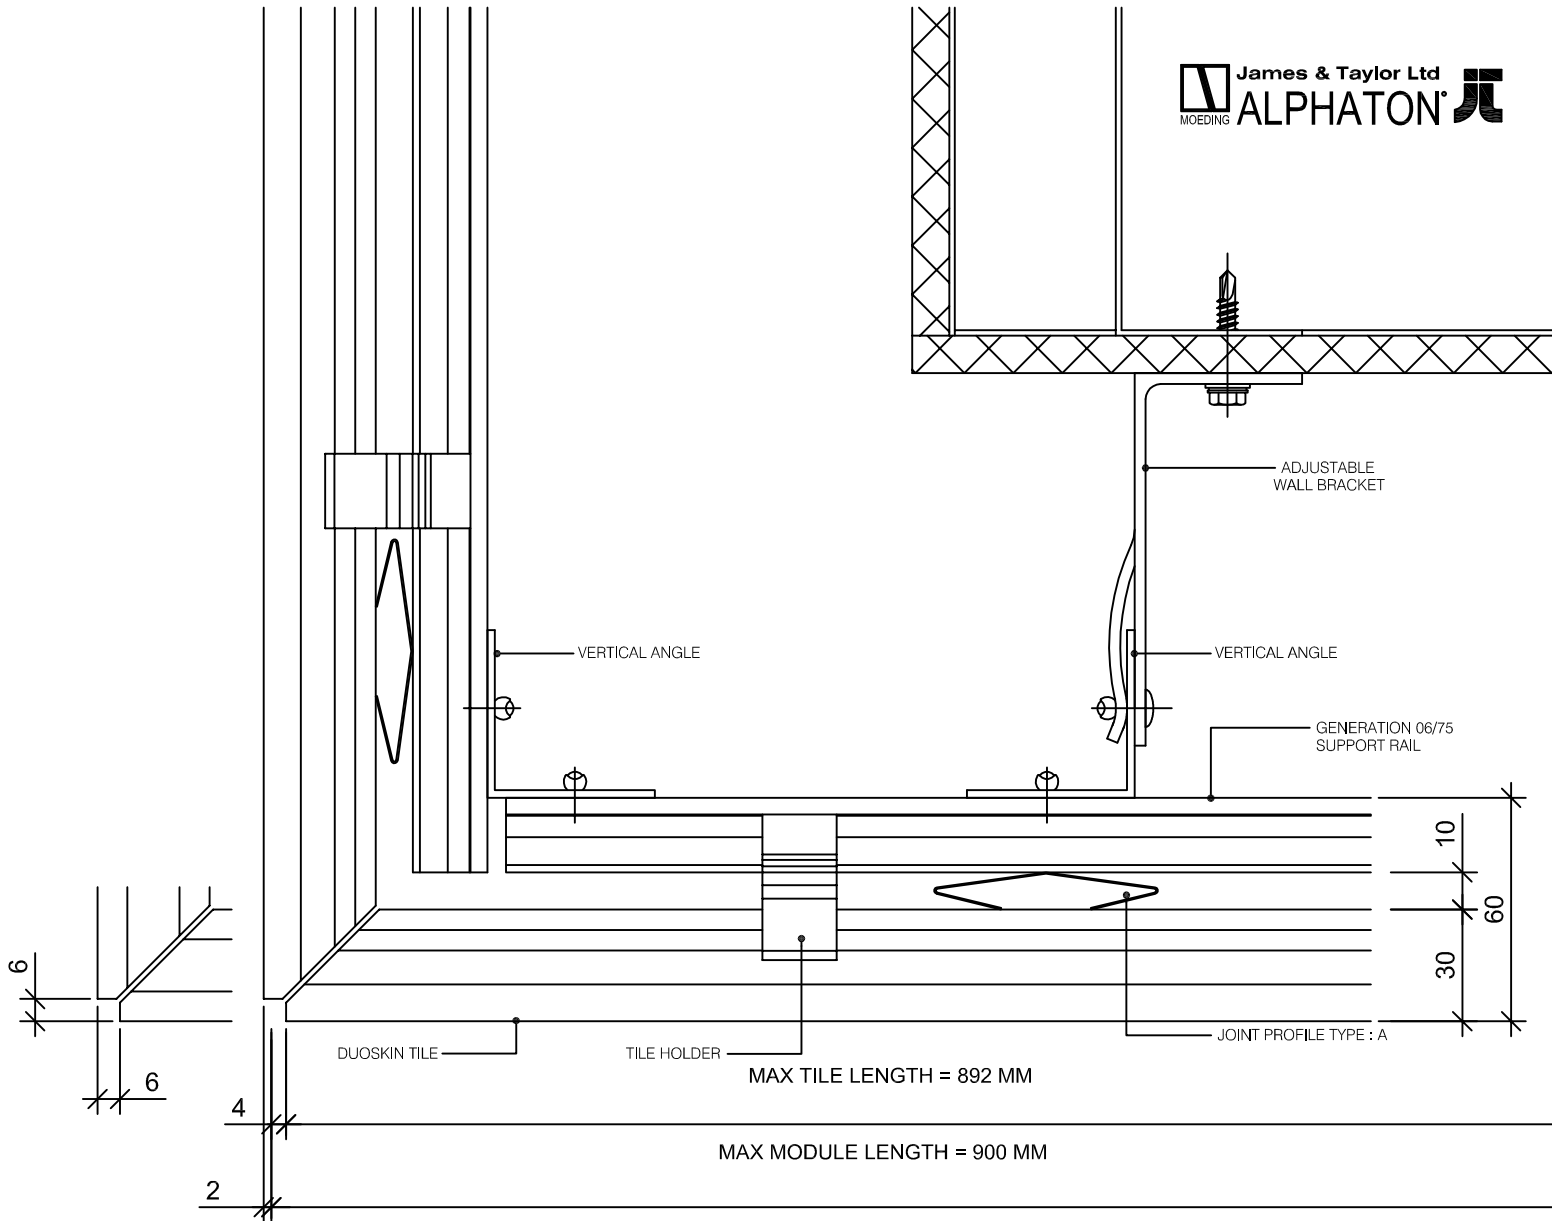 James & Taylor Ltd
MOEDING
ALPHATON®
ADJUSTABLE
WALL BRACKET
VERTICAL ANGLE
VERTICAL ANGLE
GENERATION 06/75
SUPPORT RAIL
10
60
30
6
6
DUOSKIN TILE
TILE HOLDER
JOINT PROFILE TYPE : A
MAX TILE LENGTH = 892 MM
4
MAX MODULE LENGTH = 900 MM
2